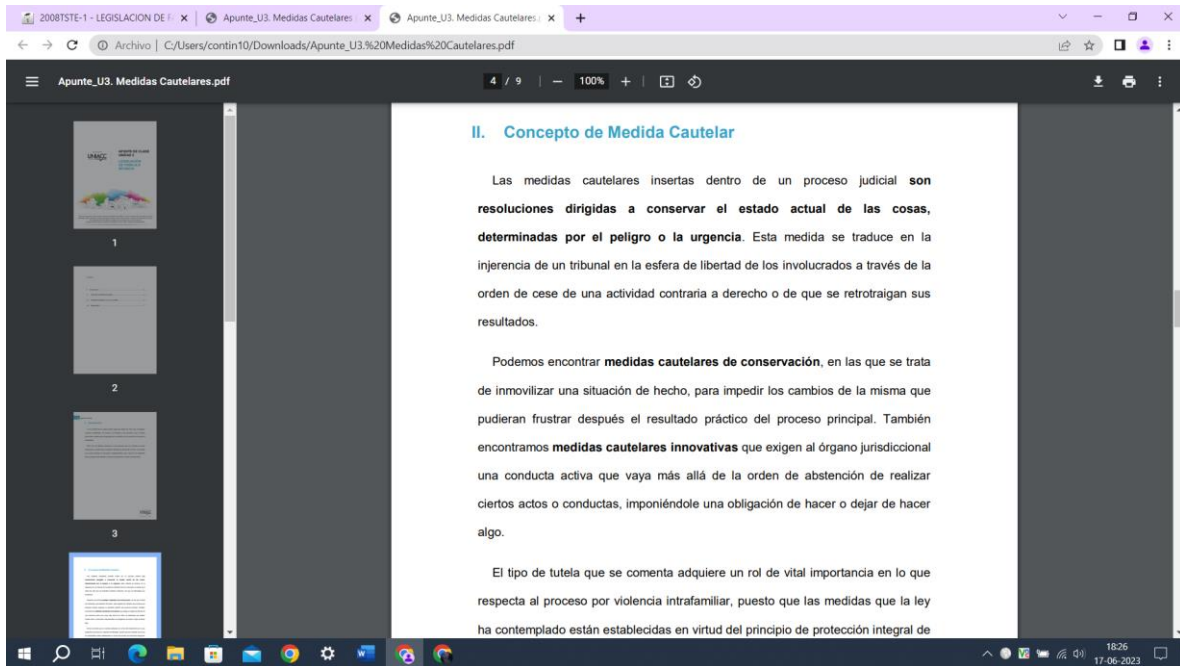 2008TSTE-1 - LEGISLACION DE F
Apunte_U3. Medidas Cautelares
Apunte_U3. Medidas Cautelares
Archivo | C:/Users/contin10/Downloads/Apunte_U3.%20Medidas%20Cautelares.pdf
Apunte_U3. Medidas Cautelares.pdf
4 / 9
100%
II. Concepto de Medida Cautelar
Las medidas cautelares insertas dentro de un proceso judicial son
resoluciones dirigidas a conservar el estado actual de las cosas,
determinadas por el peligro o la urgencia. Esta medida se traduce en la
injerencia de un tribunal en la esfera de libertad de los involucrados a través de la
orden de cese de una actividad contraria a derecho o de que se retrotraigan sus
resultados.
Podemos encontrar medidas cautelares de conservación, en las que se trata
de inmovilizar una situación de hecho, para impedir los cambios de la misma que
pudieran frustrar después el resultado práctico del proceso principal. También
encontramos medidas cautelares innovativas que exigen al órgano jurisdiccional
una conducta activa que vaya más allá de la orden de abstención de realizar
ciertos actos o conductas, imponiéndole una obligación de hacer o dejar de hacer
algo.
El tipo de tutela que se comenta adquiere un rol de vital importancia en lo que
respecta al proceso por violencia intrafamiliar, puesto que las medidas que la ley
ha contemplado están establecidas en virtud del principio de protección integral de
1
2
3
18:26
17-06-2023